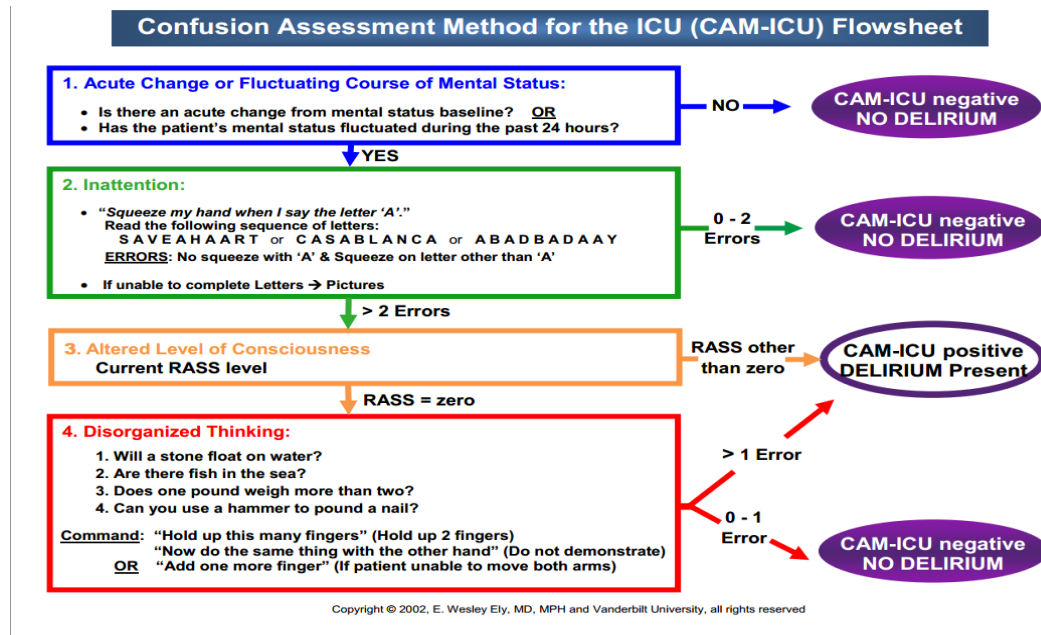 Confusion Assessment Method for the ICU (CAM-ICU) Flowsheet
1. Acute Change or Fluctuating Course of Mental Status:
• Is there an acute change from mental status baseline? OR
• Has the patient's mental status fluctuated during the past 24 hours?
NO
CAM-ICU negative
NO DELIRIUM
YES
2. Inattention:
• “Squeeze my hand when I say the letter ‘A’.”
Read the following sequence of letters:
S A V E A H A A R T or C A S A B L A N C A or A B A D B A D A A Y
ERRORS: No squeeze with ‘A’ & Squeeze on letter other than ‘A’
• If unable to complete Letters → Pictures
0 - 2
Errors
CAM-ICU negative
NO DELIRIUM
> 2 Errors
3. Altered Level of Consciousness
Current RASS level
RASS other
than zero
CAM-ICU positive
DELIRIUM Present
RASS = zero
4. Disorganized Thinking:
1. Will a stone float on water?
2. Are there fish in the sea?
3. Does one pound weigh more than two?
4. Can you use a hammer to pound a nail?
Command: “Hold up this many fingers” (Hold up 2 fingers)
“Now do the same thing with the other hand” (Do not demonstrate)
OR “Add one more finger” (If patient unable to move both arms)
> 1 Error
0 - 1
Error
CAM-ICU negative
NO DELIRIUM
Copyright © 2002, E. Wesley Ely, MD, MPH and Vanderbilt University, all rights reserved